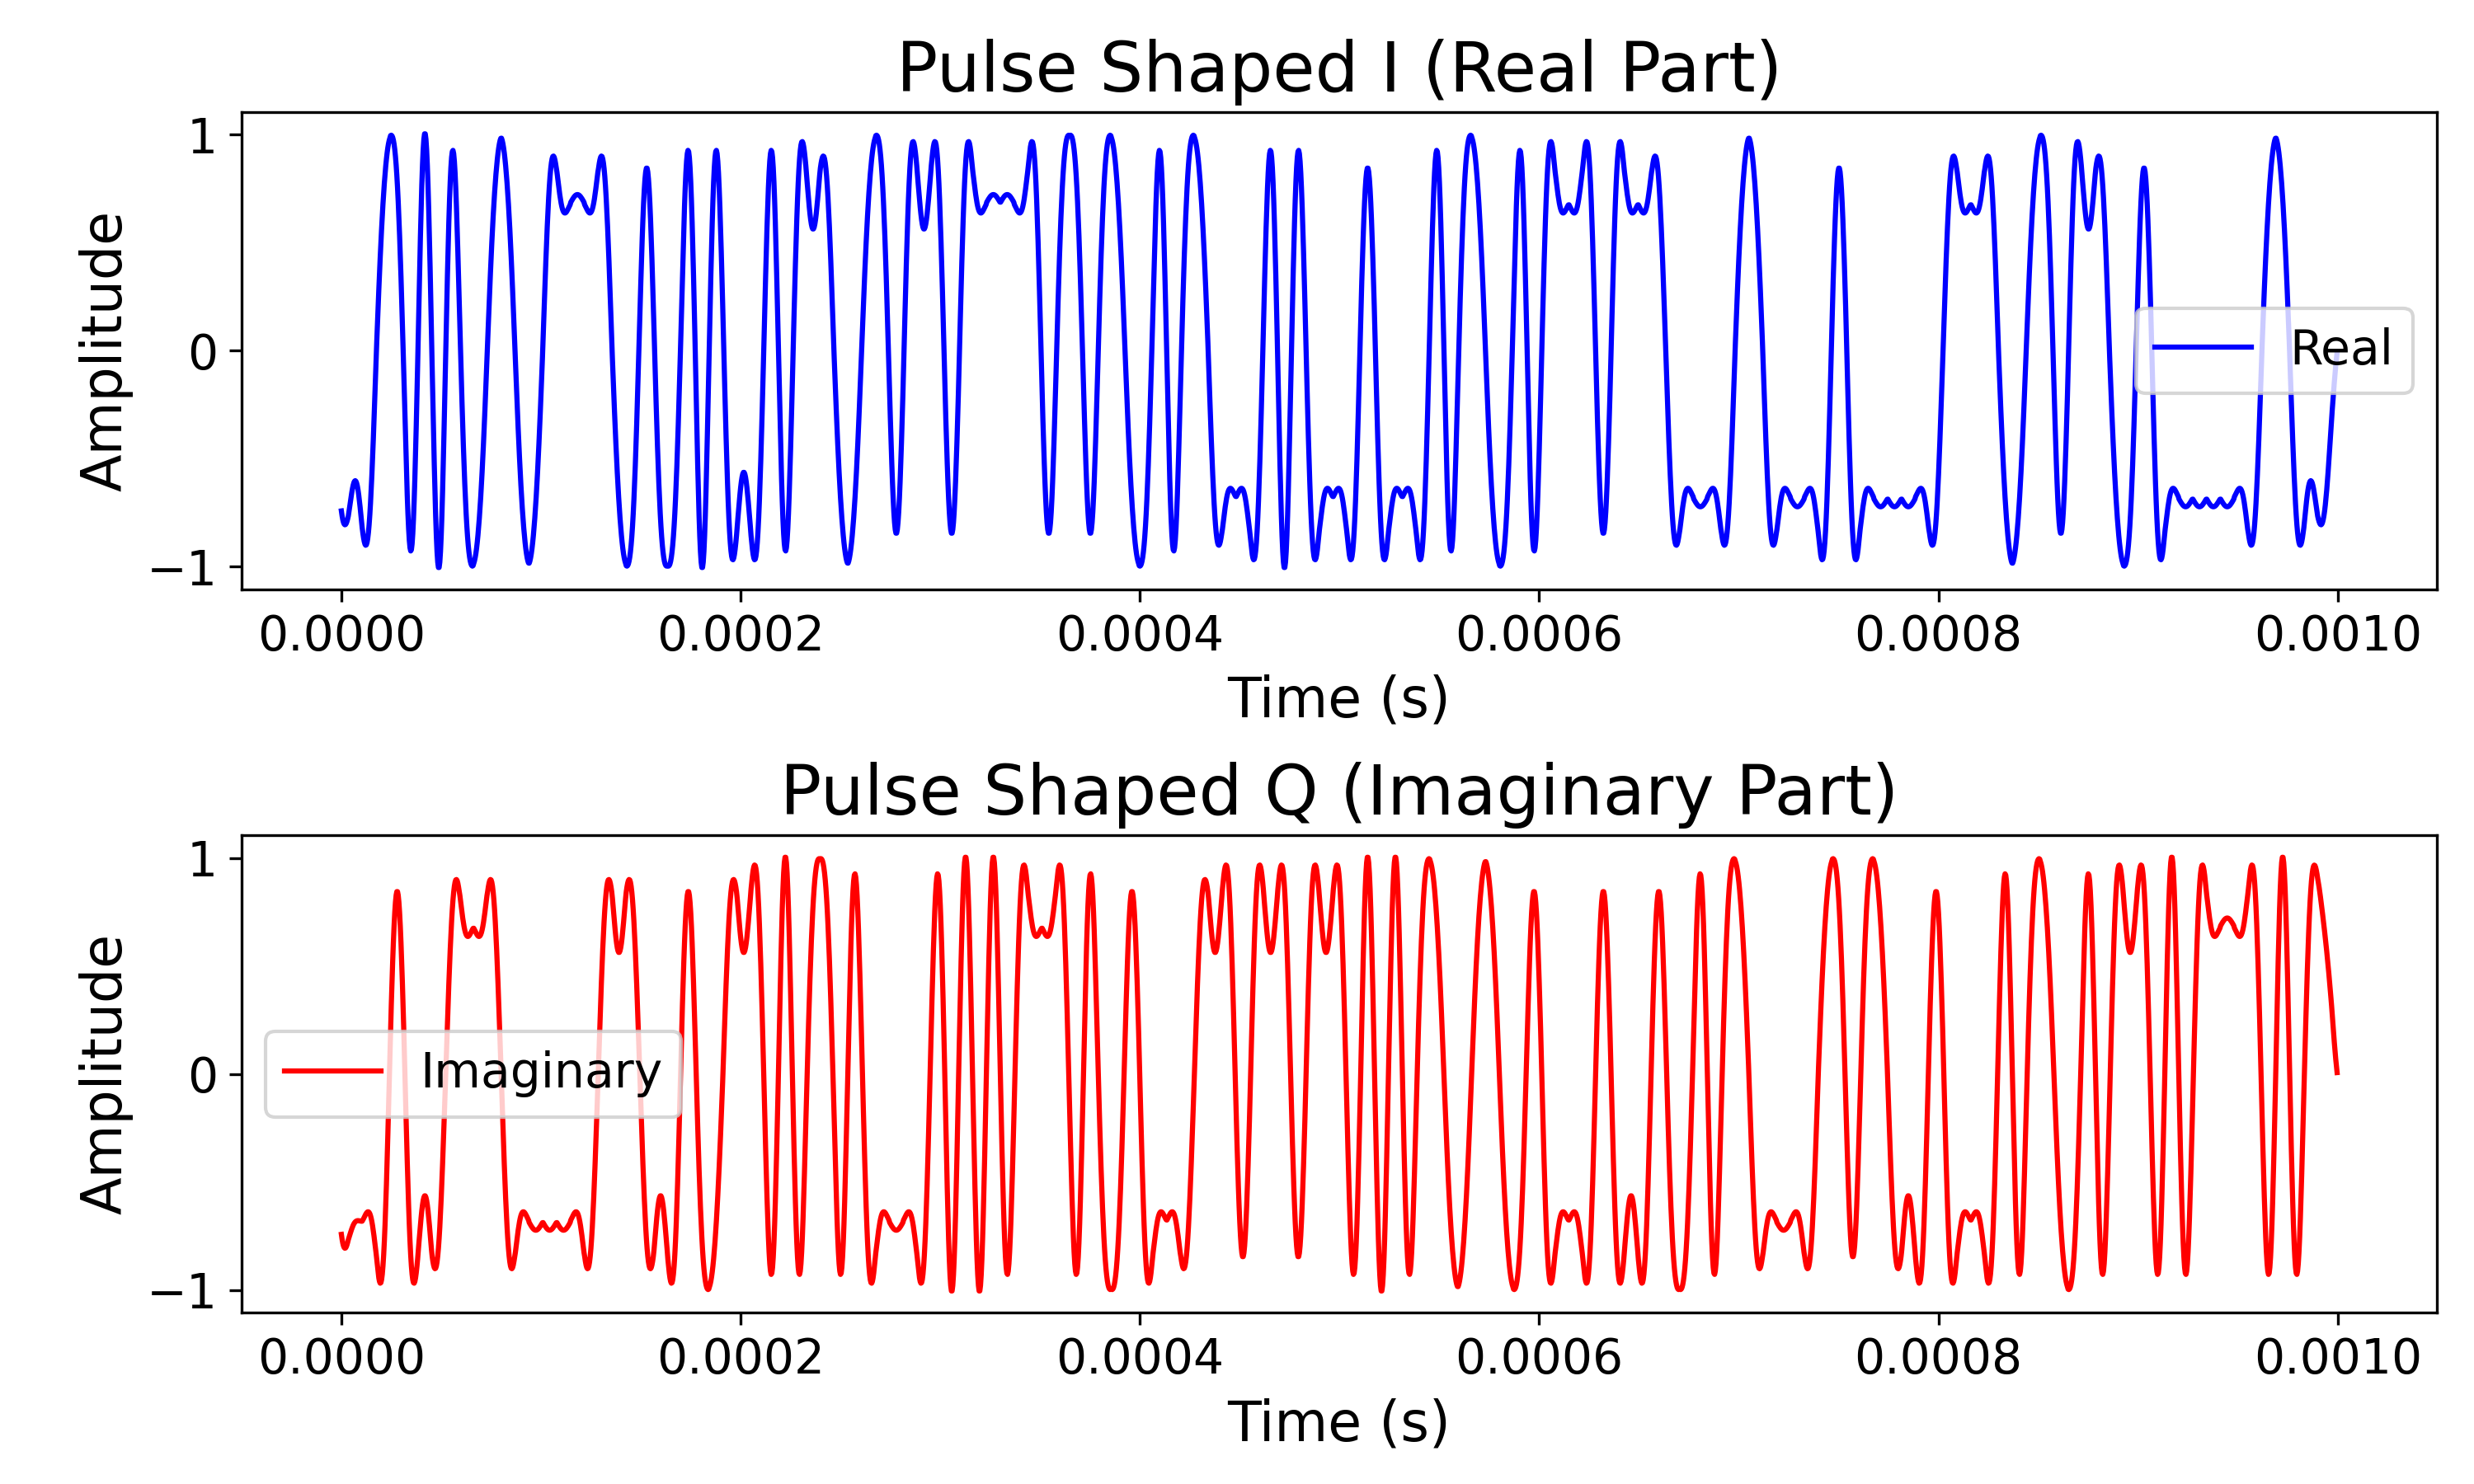 Pulse Shaped I (Real Part)
1
0
−1
Amplitude
Real
0.0000 0.0002 0.0004 0.0006 0.0008 0.0010
Time (s)
Pulse Shaped Q (Imaginary Part)
1
0
−1
Amplitude
Imaginary
0.0000 0.0002 0.0004 0.0006 0.0008 0.0010
Time (s)